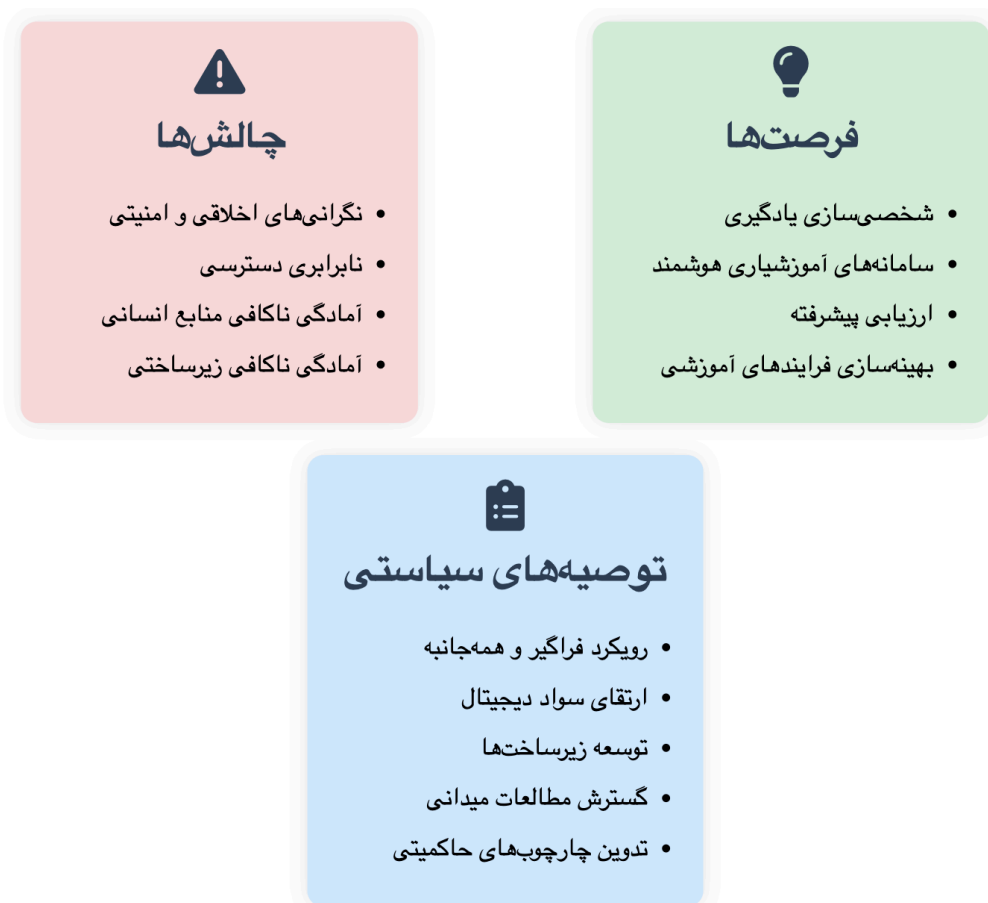 فرصت‌ها
• شخصی‌سازی یادگیری
• سامانه‌های آموزشیاری هوشمند
• ارزیابی پیشرفته
• بهینه‌سازی فرایندهای آموزشی
چالش‌ها
• نگرانی‌های اخلاقی و امنیتی
• نابرابری دسترسی
• آمادگی ناکافی منابع انسانی
• آمادگی ناکافی زیرساختی
توصیه‌های سیاستی
• رویکرد فراگیر و همه‌جانبه
• ارتقای سواد دیجیتال
• توسعه زیرساخت‌ها
• گسترش مطالعات میدانی
• تدوین چارچوب‌های حاکمیتی